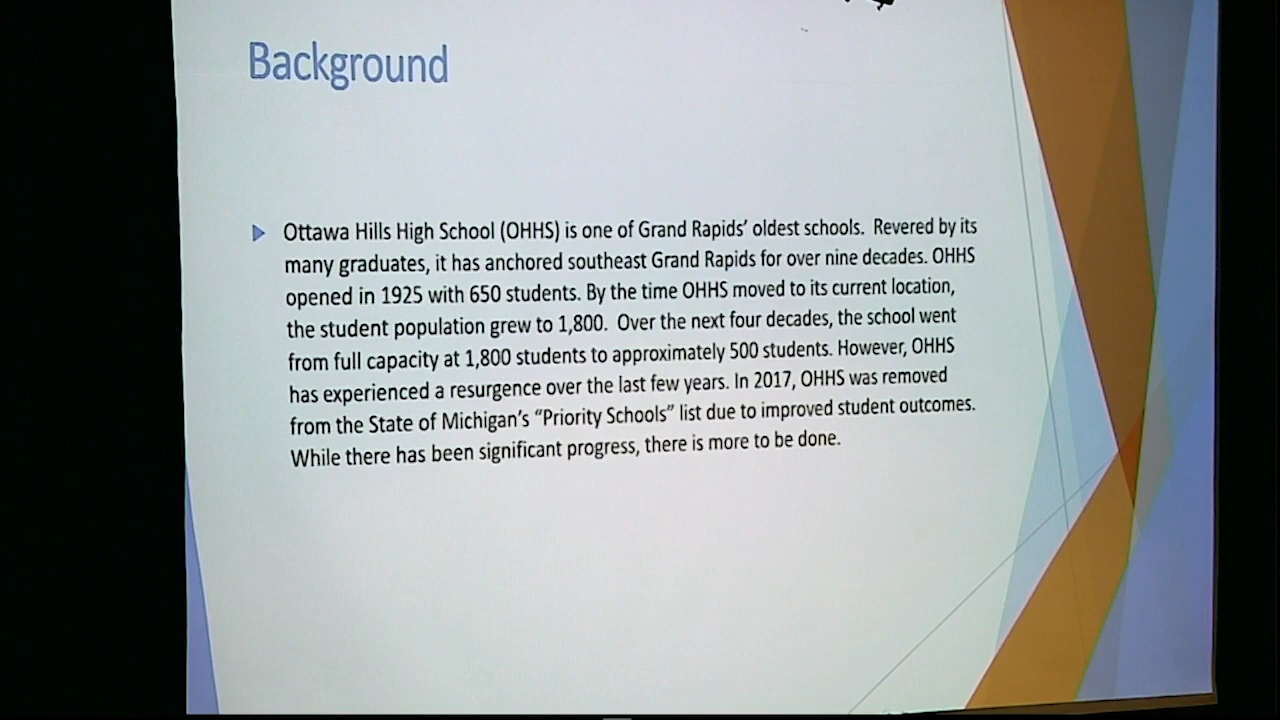 Background
Ottawa Hills High School (OHHS) is one of Grand Rapids’ oldest schools. Revered by its
many graduates, it has anchored southeast Grand Rapids for over nine decades. OHHS
opened in 1925 with 650 students. By the time OHHS moved to its current location,
the student population grew to 1,800. Over the next four decades, the school went
from full capacity at 1,800 students to approximately 500 students. However, OHHS
has experienced a resurgence over the last few years. In 2017, OHHS was removed
from the State of Michigan’s “Priority Schools” list due to improved student outcomes.
While there has been significant progress, there is more to be done.